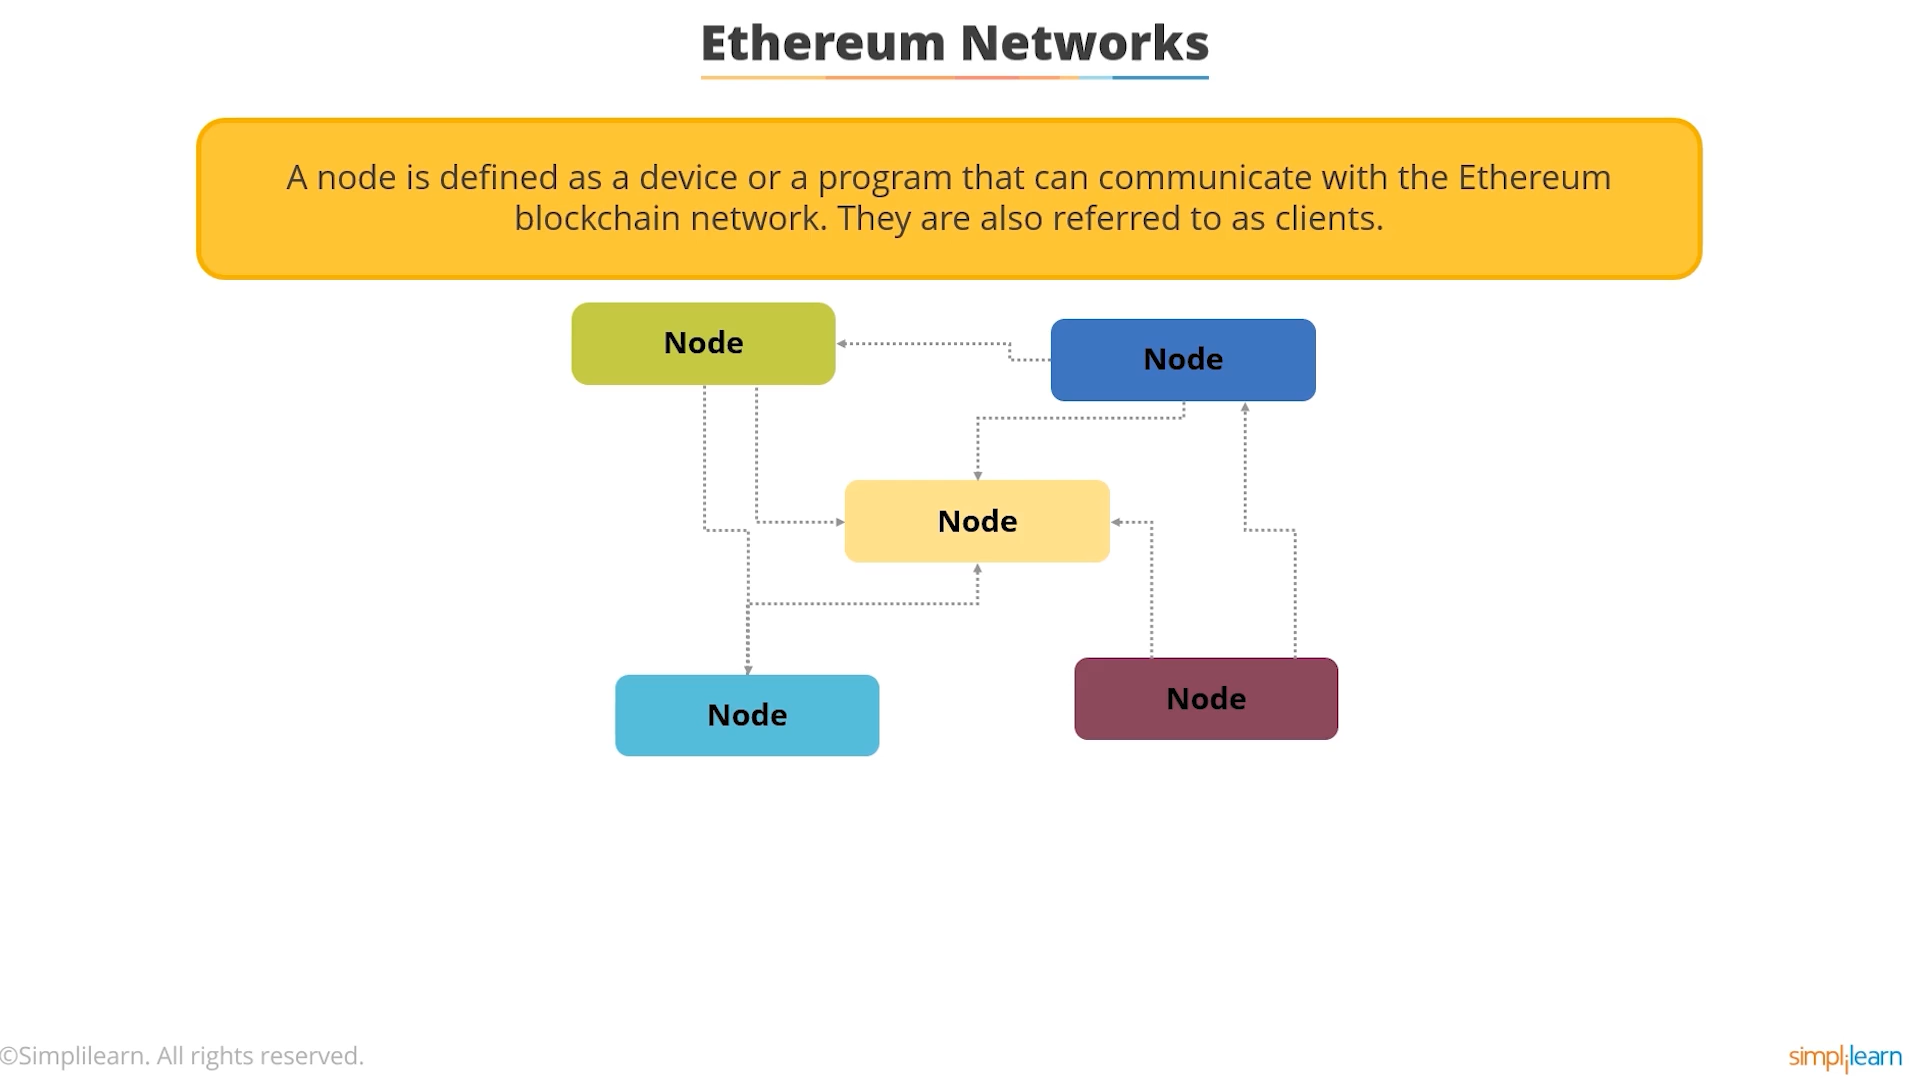 Ethereum Networks
A node is defined as a device or a program that can communicate with the Ethereum
blockchain network. They are also referred to as clients.
Node
Node
Node
Node
Node
©Simplilearn. All rights reserved.
simplilearn